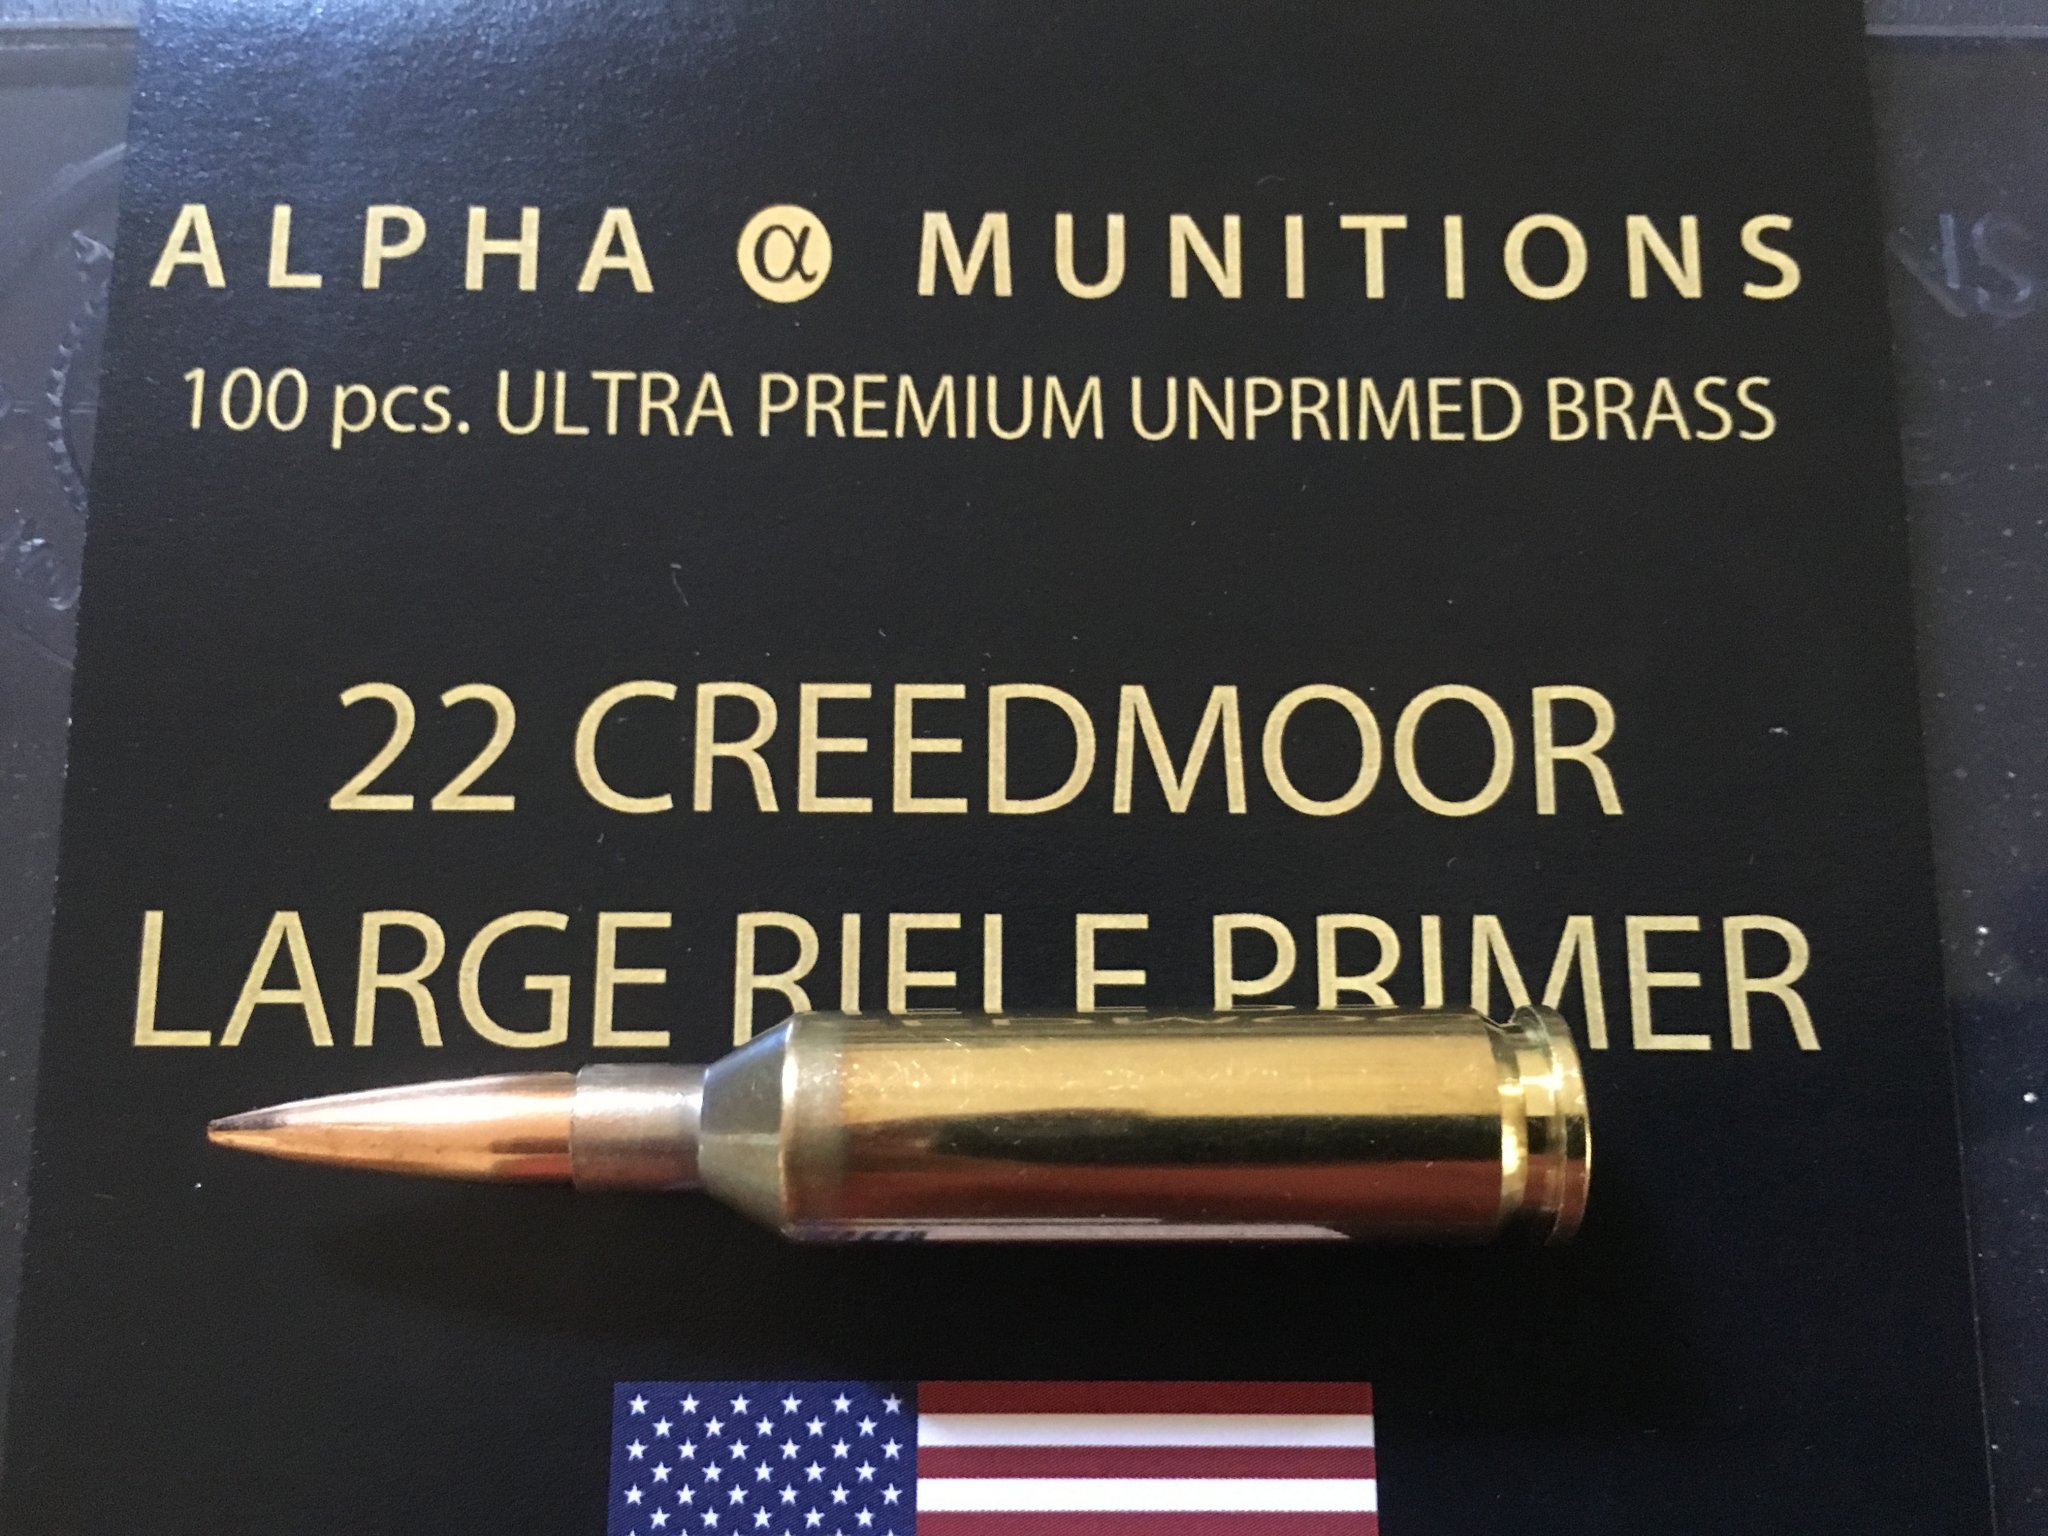 ALPHA α MUNITIONS
100 pcs. ULTRA PREMIUM UNPRIMED BRASS
22 CREEDMOOR
LARGE RIFLE PRIMER